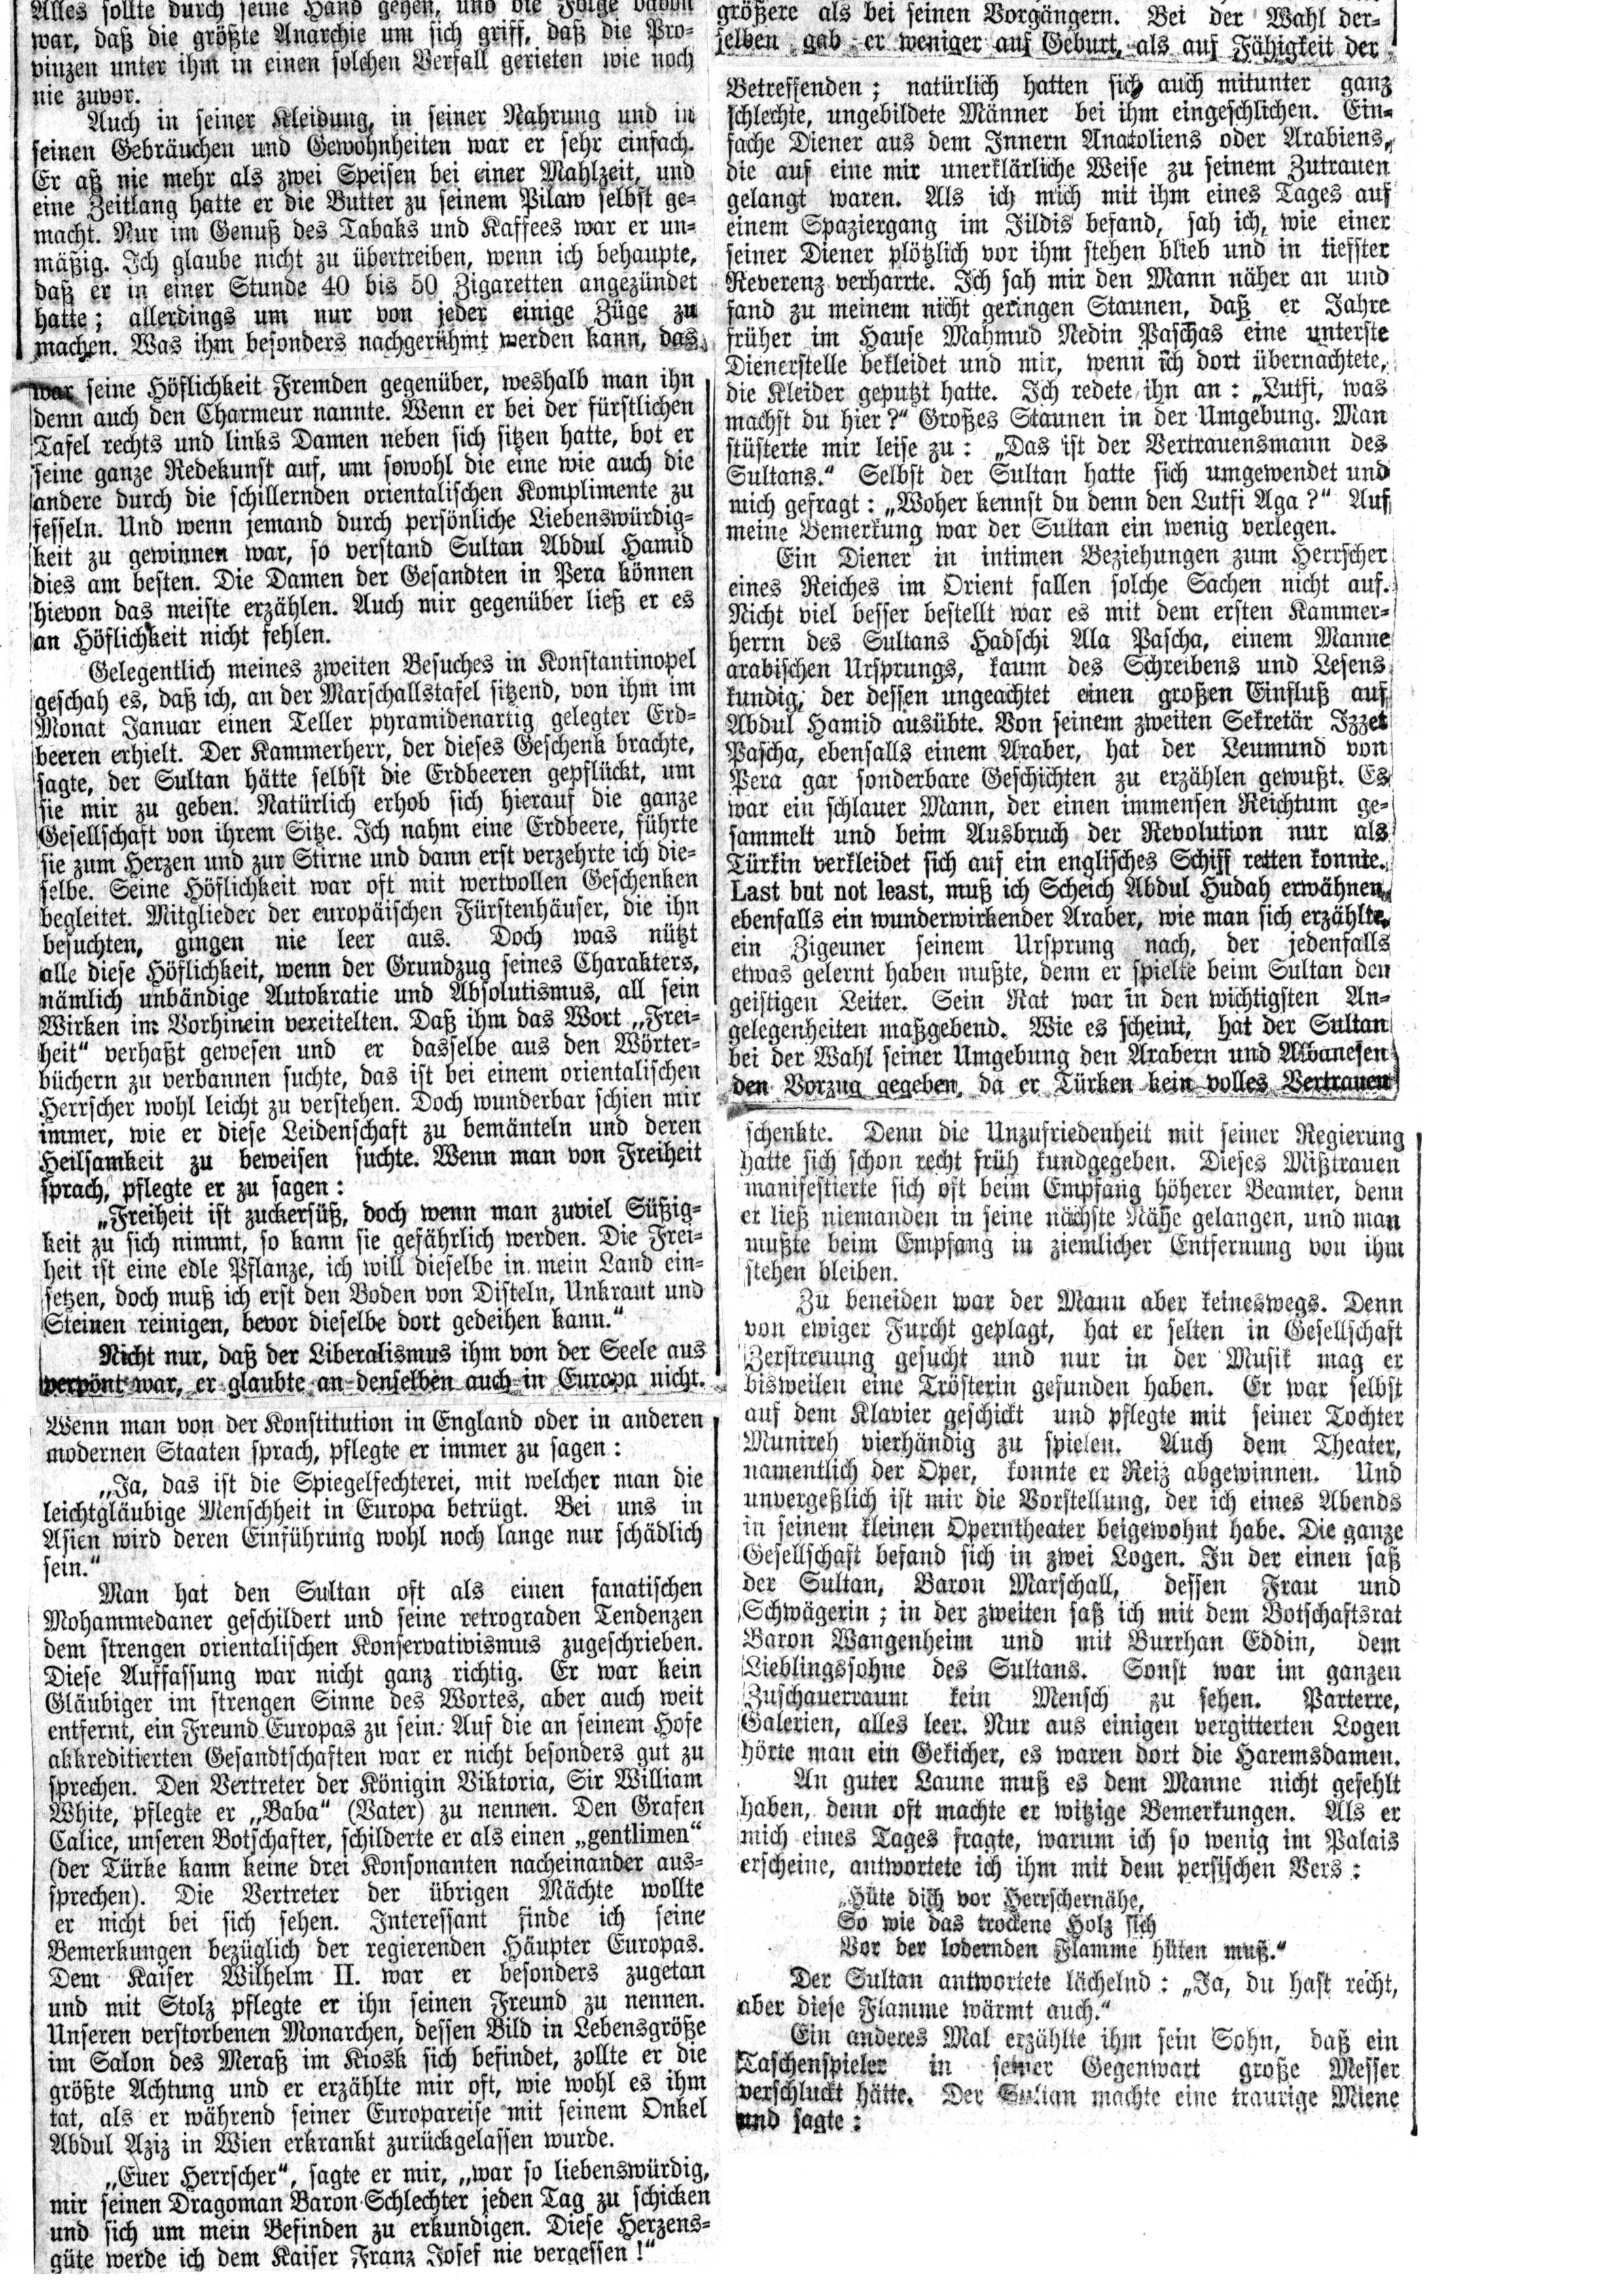 Alles sollte durch seine Hand gehen, und die Folge davon
war, daß die größte Anarchie um sich griff, daß die Pro-
vinzen unter ihm in einen solchen Verfall gerieten wie noch
nie zuvor.
Auch in seiner Kleidung, in seiner Nahrung und in
seinen Gebräuchen und Gewohnheiten war er sehr einfach.
Er aß nie mehr als zwei Speisen bei einer Mahlzeit, und
eine Zeitlang hatte er die Butter zu seinem Pilaw selbst ge-
macht. Nur im Genuß des Tabaks und Kaffees war er un-
mäßig. Ich glaube nicht zu übertreiben, wenn ich behaupte,
daß er in einer Stunde 40 bis 50 Zigaretten angezündet
hatte; allerdings um nur von jeder einige Züge zu
machen. Was ihm besonders nachgerühmt werden kann, das
war seine Höflichkeit Fremden gegenüber, weshalb man ihn
denn auch den Charmeur nannte. Wenn er bei der fürstlichen
Tafel rechts und links Damen neben sich sitzen hatte, bot er
seine ganze Redekunst auf, um sowohl die eine wie auch die
andere durch die schillernden orientalischen Komplimente zu
fesseln. Und wenn jemand durch persönliche Liebenswürdig-
keit zu gewinnen war, so verstand Sultan Abdul Hamid
dies am besten. Die Damen der Gesandten in Pera können
hievon das meiste erzählen. Auch mir gegenüber ließ er es
an Höflichkeit nicht fehlen.
Gelegentlich meines zweiten Besuches in Konstantinopel
geschah es, daß ich, an der Marschallstafel sitzend, von ihm im
Monat Januar einen Teller pyramidenartig gelegter Erd-
beeren erhielt. Der Kammerherr, der dieses Geschenk brachte,
sagte, der Sultan hätte selbst die Erdbeeren gepflückt, um
sie mir zu geben. Natürlich erhob sich hierauf die ganze
Gesellschaft von ihrem Sitze. Ich nahm eine Erdbeere, führte
sie zum Herzen und zur Stirne und dann erst verzehrte ich die-
selbe. Seine Höflichkeit war oft mit wertvollen Geschenken
begleitet. Mitglieder der europäischen Fürstenhäuser, die ihn
besuchten, gingen nie leer aus. Doch was nützt
alle diese Höflichkeit, wenn der Grundzug seines Charakters,
nämlich unbändige Autokratie und Absolutismus, all sein
Wirken im Vorhinein vereitelten. Daß ihm das Wort „Frei-
heit“ verhaßt gewesen und er dasselbe aus den Wörter-
büchern zu verbannen suchte, das ist bei einem orientalischen
Herrscher wohl leicht zu verstehen. Doch wunderbar schien mir
immer, wie er diese Leidenschaft zu bemänteln und deren
Heilsamkeit zu beweisen suchte. Wenn man von Freiheit
sprach, pflegte er zu sagen:
„Freiheit ist zuckersüß, doch wenn man zuviel Süßig-
keit zu sich nimmt, so kann sie gefährlich werden. Die Frei-
heit ist eine edle Pflanze, ich will dieselbe in mein Land ein-
setzen, doch muß ich erst den Boden von Disteln, Unkraut und
Steinen reinigen, bevor dieselbe dort gedeihen kann.“
Nicht nur, daß der Liberalismus ihm von der Seele aus
verpönt war, er glaubte an denselben auch in Europa nicht.
Wenn man von der Konstitution in England oder in anderen
modernen Staaten sprach, pflegte er immer zu sagen:
„Ja, das ist die Spiegelfechterei, mit welcher man die
leichtgläubige Menschheit in Europa betrügt. Bei uns in
Asien wird deren Einführung wohl noch lange nur schädlich
sein.“
Man hat den Sultan oft als einen fanatischen
Mohammedaner geschildert und seine retrograden Tendenzen
dem strengen orientalischen Konservativismus zugeschrieben.
Diese Auffassung war nicht ganz richtig. Er war kein
Gläubiger im strengen Sinne des Wortes, aber auch weit
entfernt, ein Freund Europas zu sein. Auf die an seinem Hofe
akkreditierten Gesandtschaften war er nicht besonders gut zu
sprechen. Den Vertreter der Königin Viktoria, Sir William
White, pflegte er „Baba“ (Vater) zu nennen. Den Grafen
Calice, unseren Botschafter, schilderte er als einen „gentlimen“
(der Türke kann keine drei Konsonanten nacheinander aus-
sprechen). Die Vertreter der übrigen Mächte wollte
er nicht bei sich sehen. Interessant finde ich seine
Bemerkungen bezüglich der regierenden Häupter Europas.
Dem Kaiser Wilhelm II. war er besonders zugetan
und mit Stolz pflegte er ihn seinen Freund zu nennen.
Unseren verstorbenen Monarchen, dessen Bild in Lebensgröße
im Salon des Meraß im Kiosk sich befindet, zollte er die
größte Achtung und er erzählte mir oft, wie wohl es ihm
tat, als er während seiner Europareise mit seinem Onkel
Abdul Aziz in Wien erkrankt zurückgelassen wurde.
„Euer Herrscher“, sagte er mir, „war so liebenswürdig,
mir seinen Dragoman Baron Schlechter jeden Tag zu schicken
und sich um mein Befinden zu erkundigen. Diese Herzens-
güte werde ich dem Kaiser Franz Josef nie vergessen!“
größere als bei seinen Vorgängern. Bei der Wahl der-
selben gab er weniger auf Geburt, als auf Fähigkeit der
Betreffenden; natürlich hatten sich auch mitunter ganz
schlechte, ungebildete Männer bei ihm eingeschlichen. Ein-
fache Diener aus dem Innern Anatoliens oder Arabiens,
die auf eine mir unerklärliche Weise zu seinem Zutrauen
gelangt waren. Als ich mich mit ihm eines Tages auf
einem Spaziergang im Jildis befand, sah ich, wie einer
seiner Diener plötzlich vor ihm stehen blieb und in tiefster
Reverenz verharrte. Ich sah mir den Mann näher an und
fand zu meinem nicht geringen Staunen, daß er Jahre
früher im Hause Mahmud Nedin Paschas eine unterste
Dienerstelle bekleidet und mir, wenn ich dort übernachtete,
die Kleider geputzt hatte. Ich redete ihn an: „Lutfi, was
machst du hier?“ Großes Staunen in der Umgebung. Man
flüsterte mir leise zu: „Das ist der Vertrauensmann des
Sultans.“ Selbst der Sultan hatte sich umgewendet und
mich gefragt: „Woher kennst du denn den Lutfi Aga?“ Auf
meine Bemerkung war der Sultan ein wenig verlegen.
Ein Diener in intimen Beziehungen zum Herrscher
eines Reiches im Orient fallen solche Sachen nicht auf.
Nicht viel besser bestellt war es mit dem ersten Kammer-
herrn des Sultans Hadschi Ala Pascha, einem Manne
arabischen Ursprungs, kaum des Schreibens und Lesens
kundig, der dessen ungeachtet einen großen Einfluß auf
Abdul Hamid ausübte. Von seinem zweiten Sekretär Izzet
Pascha, ebenfalls einem Araber, hat der Leumund von
Pera gar sonderbare Geschichten zu erzählen gewußt. Es
war ein schlauer Mann, der einen immensen Reichtum ge-
sammelt und beim Ausbruch der Revolution nur als
Türkin verkleidet sich auf ein englisches Schiff retten konnte.
Last but not least, muß ich Scheich Abdul Hudah erwähnen,
ebenfalls ein wunderwirkender Araber, wie man sich erzählte,
ein Zigeuner seinem Ursprung nach, der jedenfalls
etwas gelernt haben mußte, denn er spielte beim Sultan den
geistigen Leiter. Sein Rat war in den wichtigsten An-
gelegenheiten maßgebend. Wie es scheint, hat der Sultan
bei der Wahl seiner Umgebung den Arabern und Albanesen
den Vorzug gegeben, da er Türken kein volles Vertrauen
schenkte. Denn die Unzufriedenheit mit seiner Regierung
hatte sich schon recht früh kundgegeben. Dieses Mißtrauen
manifestierte sich oft beim Empfang höherer Beamter, denn
er ließ niemanden in seine nächste Nähe gelangen, und man
mußte beim Empfang in ziemlicher Entfernung von ihm
stehen bleiben.
Zu beneiden war der Mann aber keineswegs. Denn
von ewiger Furcht geplagt, hat er selten in Gesellschaft
Zerstreuung gesucht und nur in der Musik mag er
bisweilen eine Trösterin gefunden haben. Er war selbst
auf dem Klavier geschickt und pflegte mit seiner Tochter
Munireh vierhändig zu spielen. Auch dem Theater,
namentlich der Oper, konnte er Reiz abgewinnen. Und
unvergeßlich ist mir die Vorstellung, der ich eines Abends
in seinem kleinen Operntheater beigewohnt habe. Die ganze
Gesellschaft befand sich in zwei Logen. In der einen saß
der Sultan, Baron Marschall, dessen Frau und
Schwägerin; in der zweiten saß ich mit dem Botschaftsrat
Baron Wangenheim und mit Burrhan Eddin, dem
Lieblingssohne des Sultans. Sonst war im ganzen
Zuschauerraum kein Mensch zu sehen. Parterre,
Galerien, alles leer. Nur aus einigen vergitterten Logen
hörte man ein Gekicher, es waren dort die Haremsdamen.
An guter Laune muß es dem Manne nicht gefehlt
haben, denn oft machte er witzige Bemerkungen. Als er
mich eines Tages fragte, warum ich so wenig im Palais
erscheine, antwortete ich ihm mit dem persischen Vers:
„Hüte dich vor Herrschernähe,
So wie das trockene Holz sich
Vor der lodernden Flamme hüten muß.“
Der Sultan antwortete lächelnd: „Ja, du hast recht,
aber diese Flamme wärmt auch.“
Ein anderes Mal erzählte ihm sein Sohn, daß ein
Taschenspieler in seiner Gegenwart große Messer
verschluckt hätte. Der Sultan machte eine traurige Miene
und sagte: